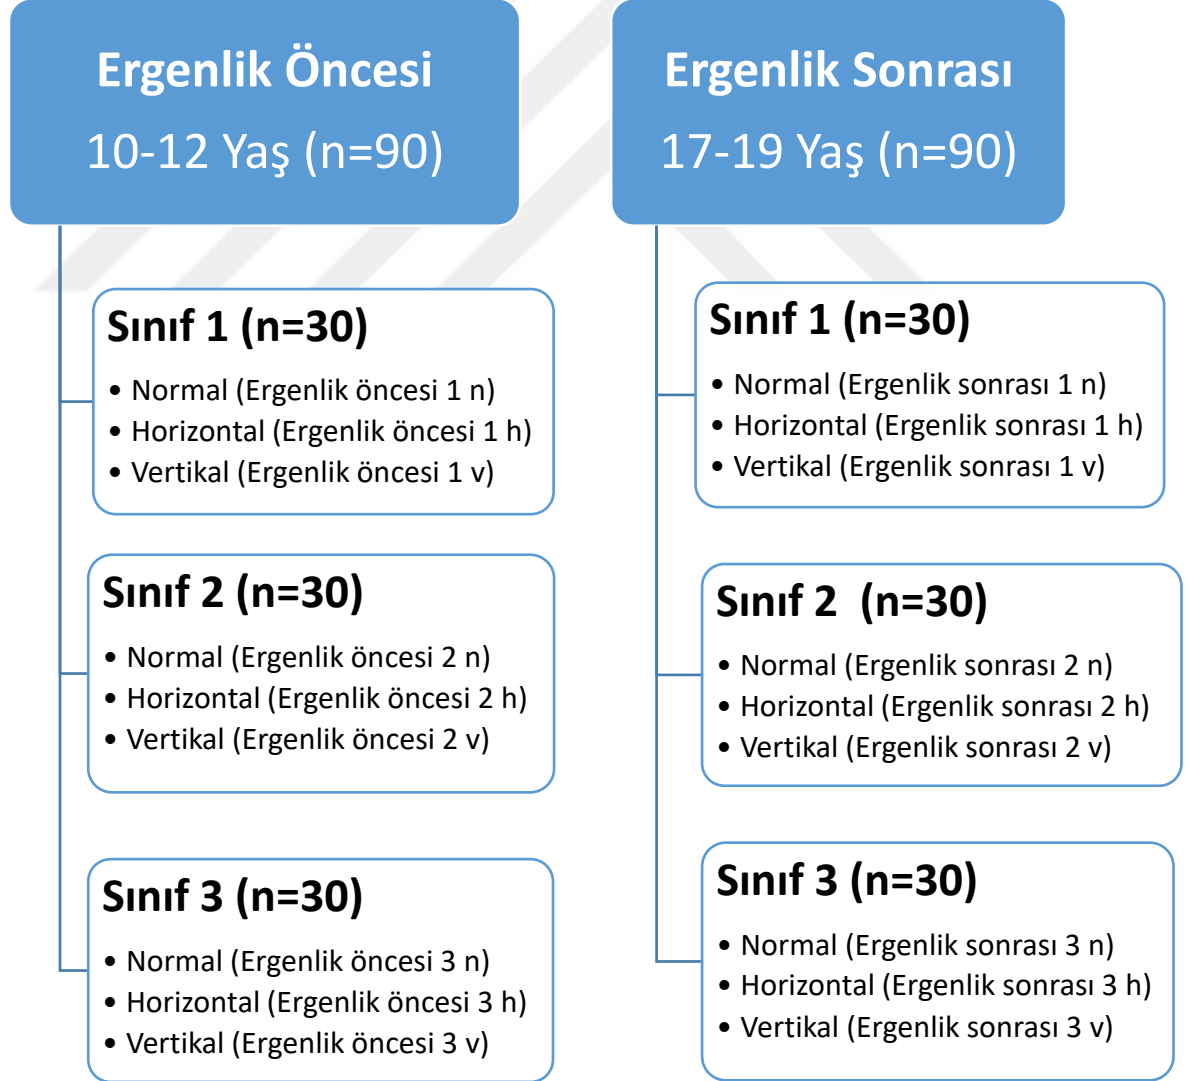 Ergenlik Öncesi
10-12 Yaş (n=90)
Sınıf 1 (n=30)
• Normal (Ergenlik öncesi 1 n)
• Horizontal (Ergenlik öncesi 1 h)
• Vertikal (Ergenlik öncesi 1 v)
Sınıf 2 (n=30)
• Normal (Ergenlik öncesi 2 n)
• Horizontal (Ergenlik öncesi 2 h)
• Vertikal (Ergenlik öncesi 2 v)
Sınıf 3 (n=30)
• Normal (Ergenlik öncesi 3 n)
• Horizontal (Ergenlik öncesi 3 h)
• Vertikal (Ergenlik öncesi 3 v)
Ergenlik Sonrası
17-19 Yaş (n=90)
Sınıf 1 (n=30)
• Normal (Ergenlik sonrası 1 n)
• Horizontal (Ergenlik sonrası 1 h)
• Vertikal (Ergenlik sonrası 1 v)
Sınıf 2  (n=30)
• Normal (Ergenlik sonrası 2 n)
• Horizontal (Ergenlik sonrası 2 h)
• Vertikal (Ergenlik sonrası 2 v)
Sınıf 3 (n=30)
• Normal (Ergenlik sonrası 3 n)
• Horizontal (Ergenlik sonrası 3 h)
• Vertikal (Ergenlik sonrası 3 v)